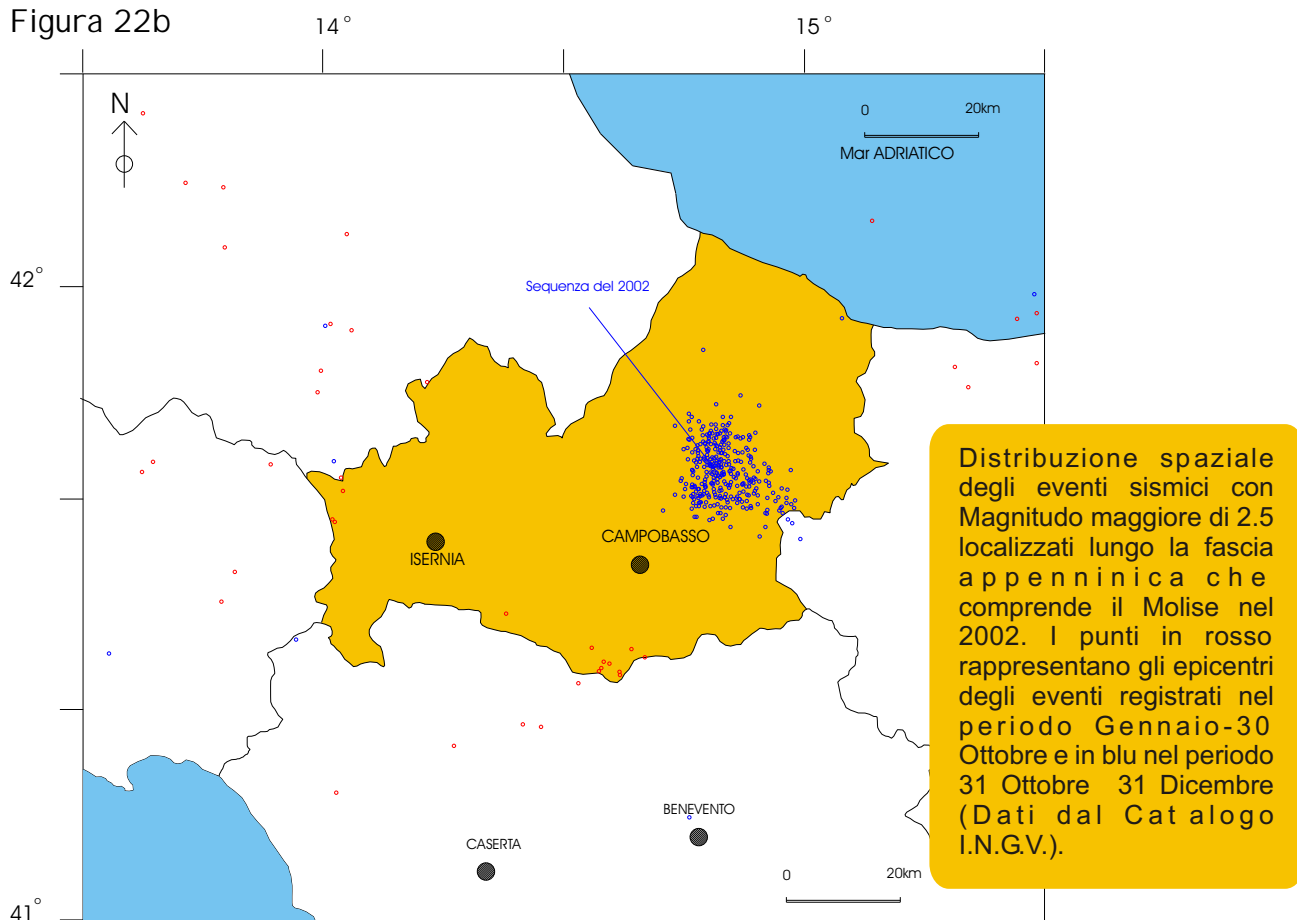 Figura 22b
14°
15°
N
0 20km
Mar ADRIATICO
42°
Sequenza del 2002
CAMPOBASSO
ISERNIA
Distribuzione spaziale
degli eventi sismici con
Magnitudo maggiore di 2.5
localizzati lungo la fascia
appenninica che
comprende il Molise nel
2002. I punti in rosso
rappresentano gli epicentri
degli eventi registrati nel
periodo Gennaio-30
Ottobre e in blu nel periodo
31 Ottobre 31 Dicembre
(Dati dal Cat alogo
I.N.G.V.).
BENEVENTO
CASERTA
0 20km
41°